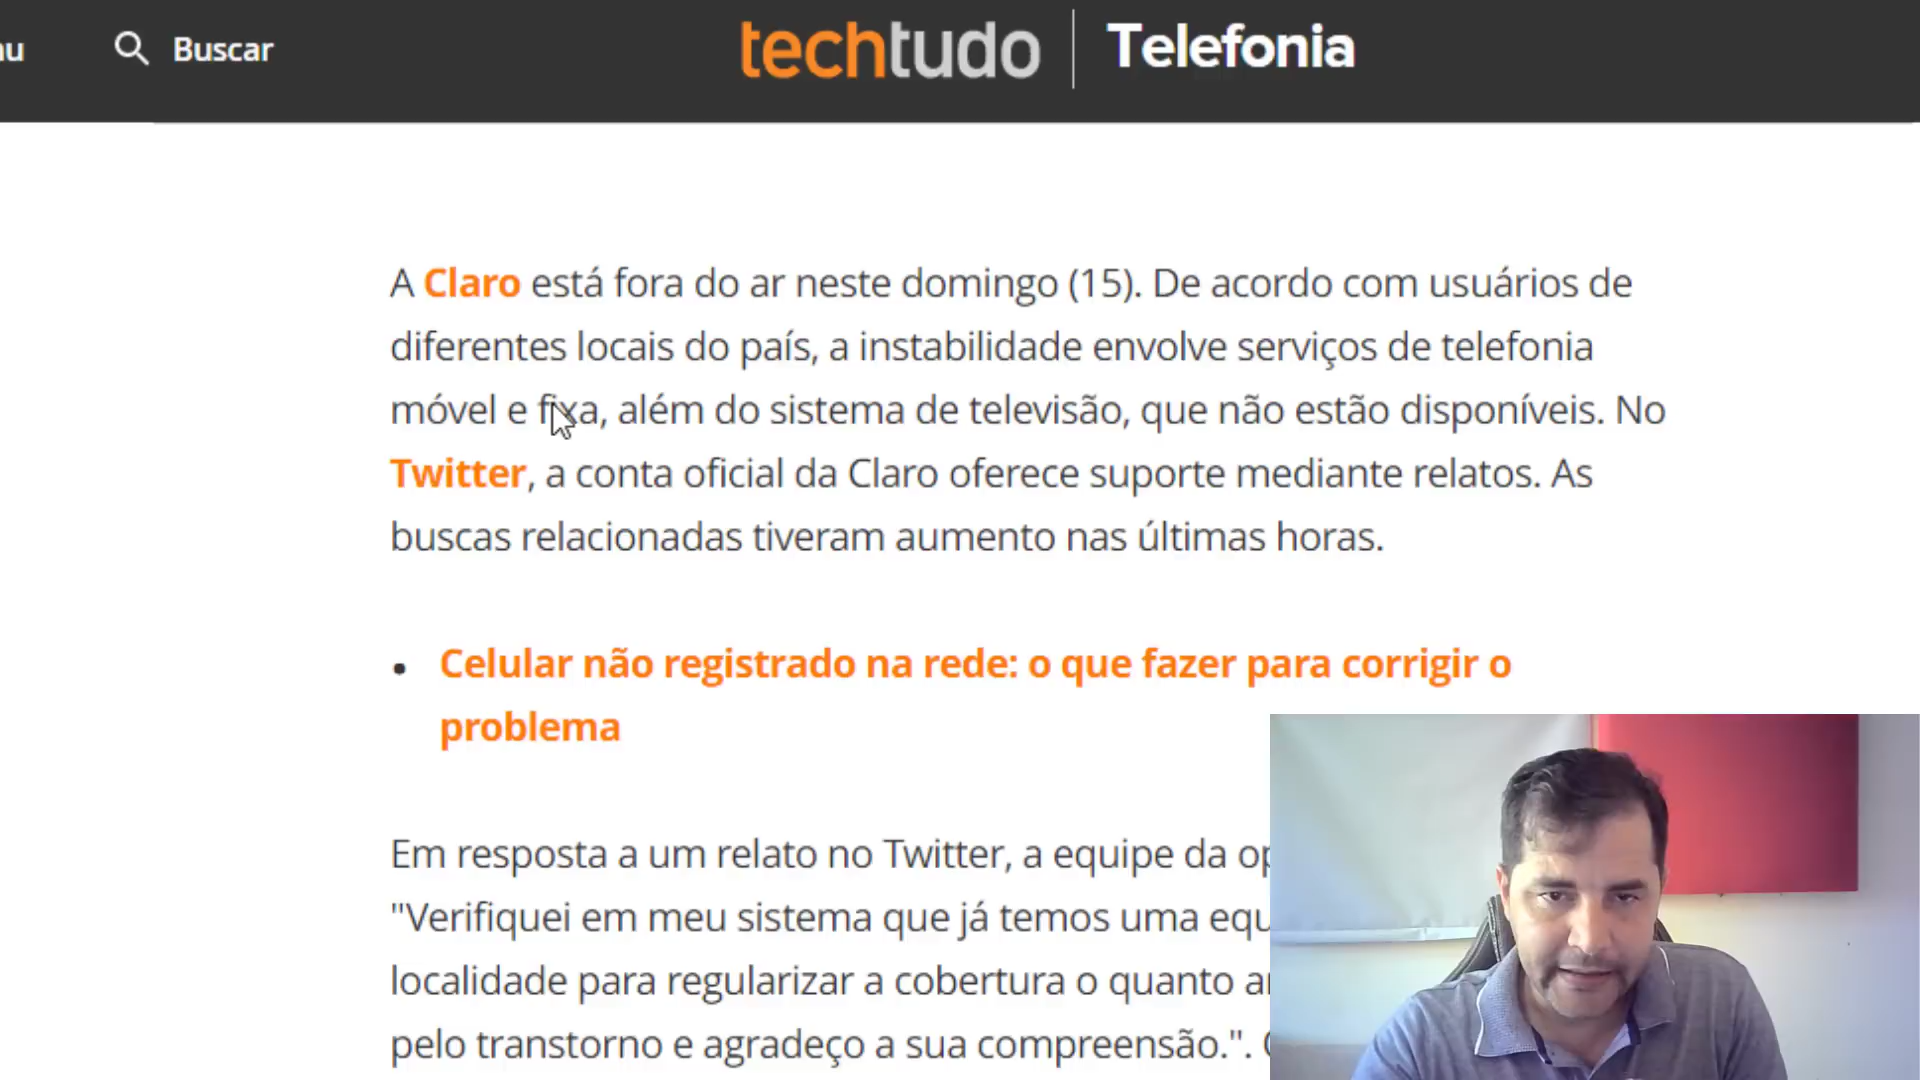 Buscar
techtudo
Telefonia
A Claro está fora do ar neste domingo (15). De acordo com usuários de
diferentes locais do país, a instabilidade envolve serviços de telefonia
móvel e fixa, além do sistema de televisão, que não estão disponíveis. No
Twitter, a conta oficial da Claro oferece suporte mediante relatos. As
buscas relacionadas tiveram aumento nas últimas horas.
• Celular não registrado na rede: o que fazer para corrigir o
problema
Em resposta a um relato no Twitter, a equipe da
"Verifiquei em meu sistema que já temos uma
localidade para regularizar a cobertura o quanto
pelo transtorno e agradeço a sua compreensão.".